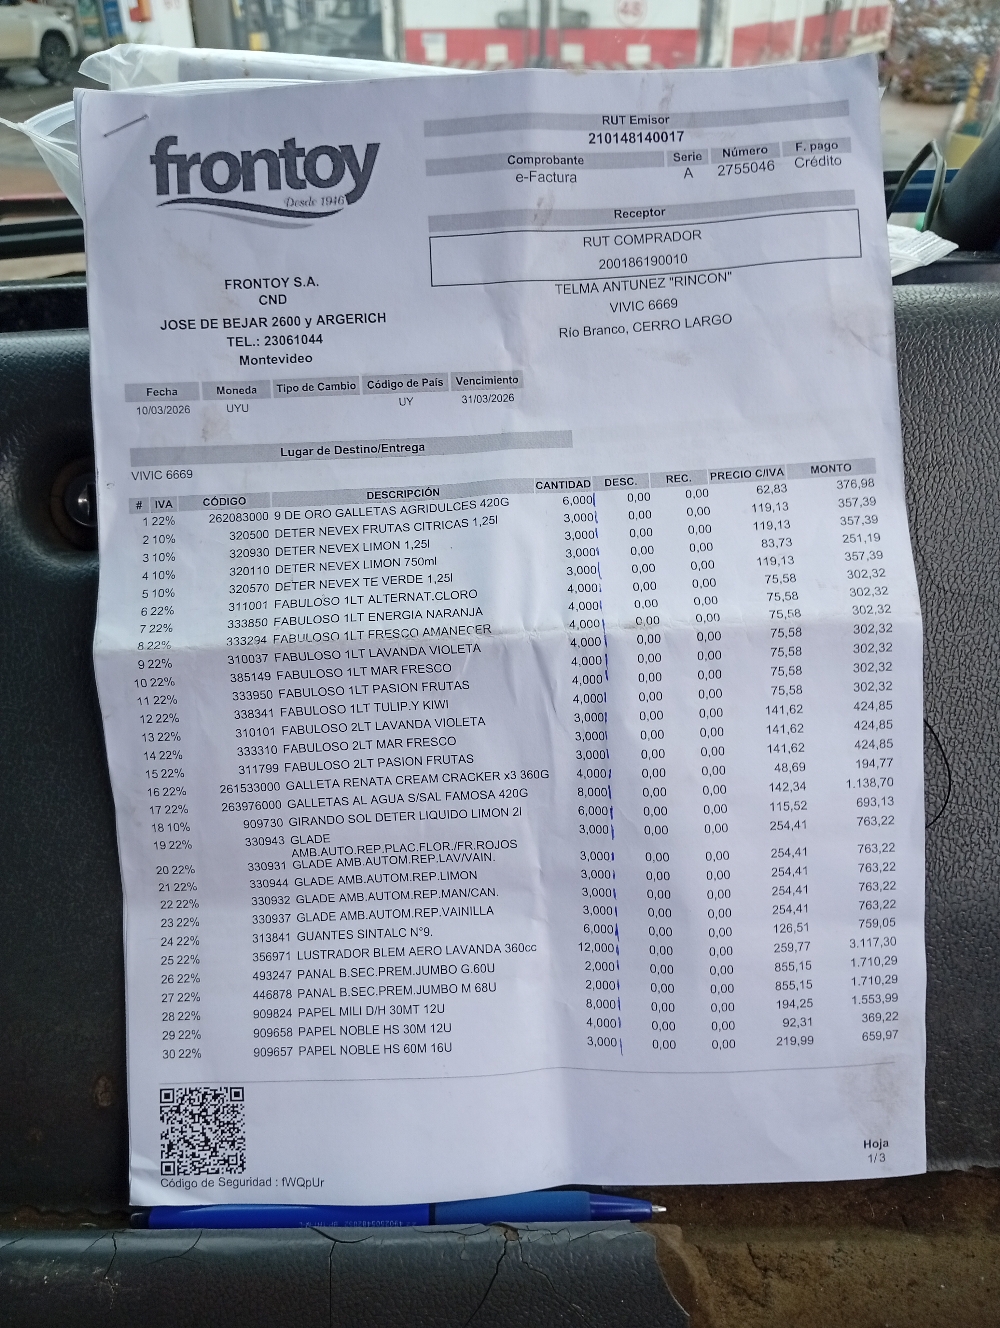 48
frontoy
Desde 1946
RUT Emisor
210148140017
Comprobante Serie Número F. pago
e-Factura A 2755046 Crédito
Receptor
RUT COMPRADOR
200186190010
TELMA ANTUNEZ "RINCON"
VIVIC 6669
Río Branco, CERRO LARGO
FRONTOY S.A.
CND
JOSE DE BEJAR 2600 y ARGERICH
TEL.: 23061044
Montevideo
Fecha Moneda Tipo de Cambio Código de País Vencimiento
10/03/2026 UYU UY 31/03/2026
Lugar de Destino/Entrega
VIVIC 6669
# IVA CÓDIGO DESCRIPCIÓN CANTIDAD DESC. REC. PRECIO C/IVA MONTO
1 22% 262083000 9 DE ORO GALLETAS AGRIDULCES 420G 6,000 0,00 0,00 62,83 376,98
2 10% 320500 DETER NEVEX FRUTAS CITRICAS 1,25l 3,000 0,00 0,00 119,13 357,39
3 10% 320930 DETER NEVEX LIMON 1,25l 3,000 0,00 0,00 119,13 357,39
4 10% 320110 DETER NEVEX LIMON 750ml 3,000 0,00 0,00 83,73 251,19
5 10% 320570 DETER NEVEX TE VERDE 1,25l 3,000 0,00 0,00 119,13 357,39
6 22% 311001 FABULOSO 1LT ALTERNAT.CLORO 4,000 0,00 0,00 75,58 302,32
7 22% 333850 FABULOSO 1LT ENERGIA NARANJA 4,000 0,00 0,00 75,58 302,32
8 22% 333294 FABULOSO 1LT FRESCO AMANECER 4,000 0,00 0,00 75,58 302,32
9 22% 310037 FABULOSO 1LT LAVANDA VIOLETA 4,000 0,00 0,00 75,58 302,32
10 22% 385149 FABULOSO 1LT MAR FRESCO 4,000 0,00 0,00 75,58 302,32
11 22% 333950 FABULOSO 1LT PASION FRUTAS 4,000 0,00 0,00 75,58 302,32
12 22% 338341 FABULOSO 1LT TULIP.Y KIWI 4,000 0,00 0,00 75,58 302,32
13 22% 310101 FABULOSO 2LT LAVANDA VIOLETA 3,000 0,00 0,00 141,62 424,85
14 22% 333310 FABULOSO 2LT MAR FRESCO 3,000 0,00 0,00 141,62 424,85
15 22% 311799 FABULOSO 2LT PASION FRUTAS 3,000 0,00 0,00 141,62 424,85
16 22% 261533000 GALLETA RENATA CREAM CRACKER x3 360G 4,000 0,00 0,00 48,69 194,77
17 22% 263976000 GALLETAS AL AGUA S/SAL FAMOSA 420G 8,000 0,00 0,00 142,34 1.138,70
18 10% 909730 GIRANDO SOL DETER LIQUIDO LIMON 2l 6,000 0,00 0,00 115,52 693,13
19 22% 330943 GLADE 3,000 0,00 0,00 254,41 763,22
AMB.AUTO.REP.PLAC.FLOR./FR.ROJOS
20 22% 330931 GLADE AMB.AUTOM.REP.LAV/VAIN. 3,000 0,00 0,00 254,41 763,22
21 22% 330944 GLADE AMB.AUTOM.REP.LIMON 3,000 0,00 0,00 254,41 763,22
22 22% 330932 GLADE AMB.AUTOM.REP.MAN/CAN. 3,000 0,00 0,00 254,41 763,22
23 22% 330937 GLADE AMB.AUTOM.REP.VAINILLA 3,000 0,00 0,00 254,41 763,22
24 22% 313841 GUANTES SINTALC N°9. 6,000 0,00 0,00 126,51 759,05
25 22% 356971 LUSTRADOR BLEM AERO LAVANDA 360cc 12,000 0,00 0,00 259,77 3.117,30
26 22% 493247 PANAL B.SEC.PREM.JUMBO G.60U 2,000 0,00 0,00 855,15 1.710,29
27 22% 446878 PANAL B.SEC.PREM.JUMBO M 68U 2,000 0,00 0,00 855,15 1.710,29
28 22% 909824 PAPEL MILI D/H 30MT 12U 8,000 0,00 0,00 194,25 1.553,99
29 22% 909658 PAPEL NOBLE HS 30M 12U 4,000 0,00 0,00 92,31 369,22
30 22% 909657 PAPEL NOBLE HS 60M 16U 3,000 0,00 0,00 219,99 659,97
Código de Seguridad : fWQpUr
Hoja
1/3